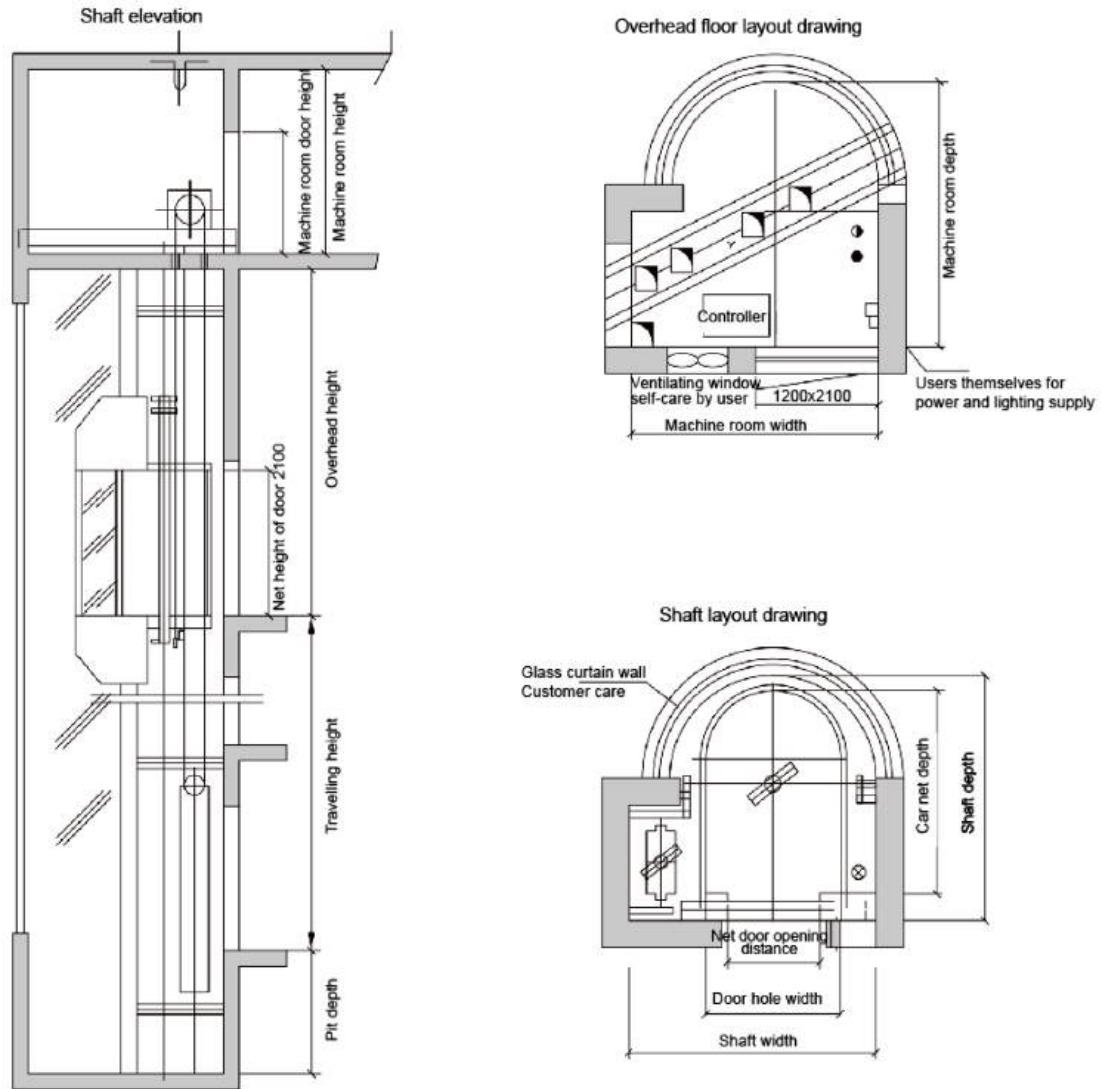 Shaft elevation
Machine room door height
Machine room height
Overhead height
Net height of door 2100
Travelling height
Pit depth
Overhead floor layout drawing
Machine room depth
Controller
Ventilating window
self-care by user
1200x2100
Machine room width
Users themselves for
power and lighting supply
Shaft layout drawing
Glass curtain wall
Customer care
Car net depth
Shaft depth
Net door opening
distance
Door hole width
Shaft width